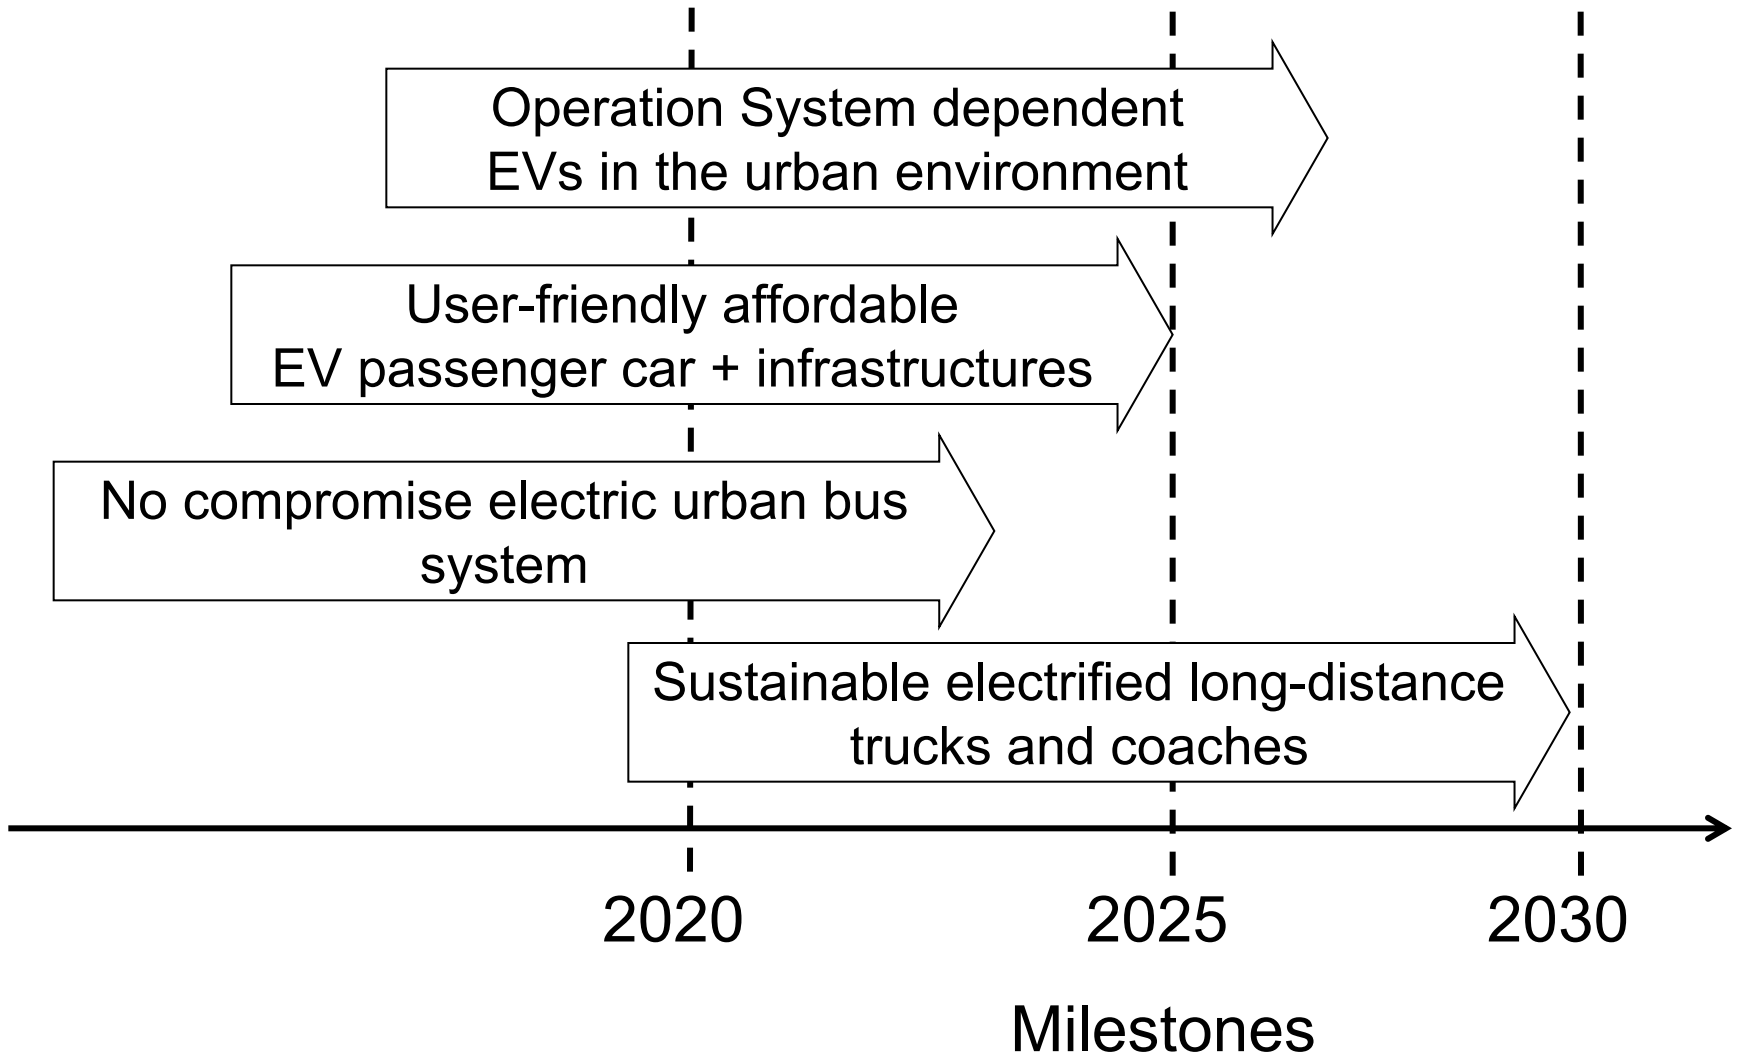 Operation System dependent
EVs in the urban environment
User-friendly affordable
EV passenger car + infrastructures
No compromise electric urban bus
system
Sustainable electrified long-distance
trucks and coaches
2020
2025
2030
Milestones